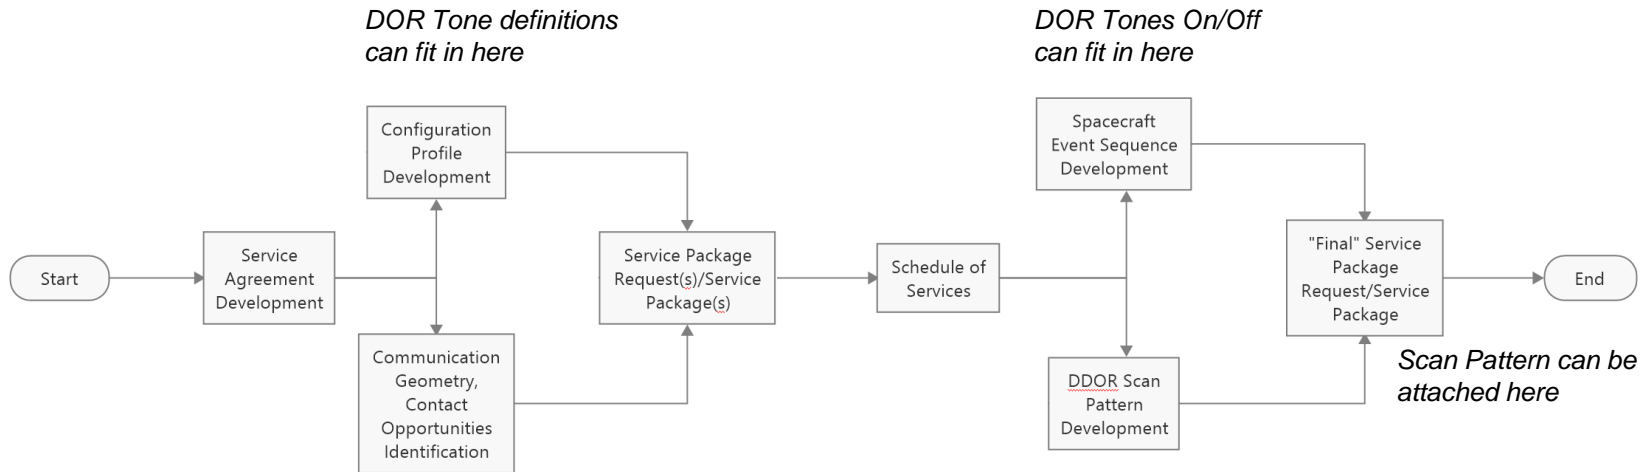 DOR Tone definitions
can fit in here
DOR Tones On/Off
can fit in here
Start
Service
Agreement
Development
Configuration
Profile
Development
Communication
Geometry,
Contact
Opportunities
Identification
Service Package
Request(s)/Service
Package(s)
Schedule of
Services
Spacecraft
Event Sequence
Development
DDOR Scan
Pattern
Development
"Final" Service
Package
Request/Service
Package
End
Scan Pattern can be
attached here